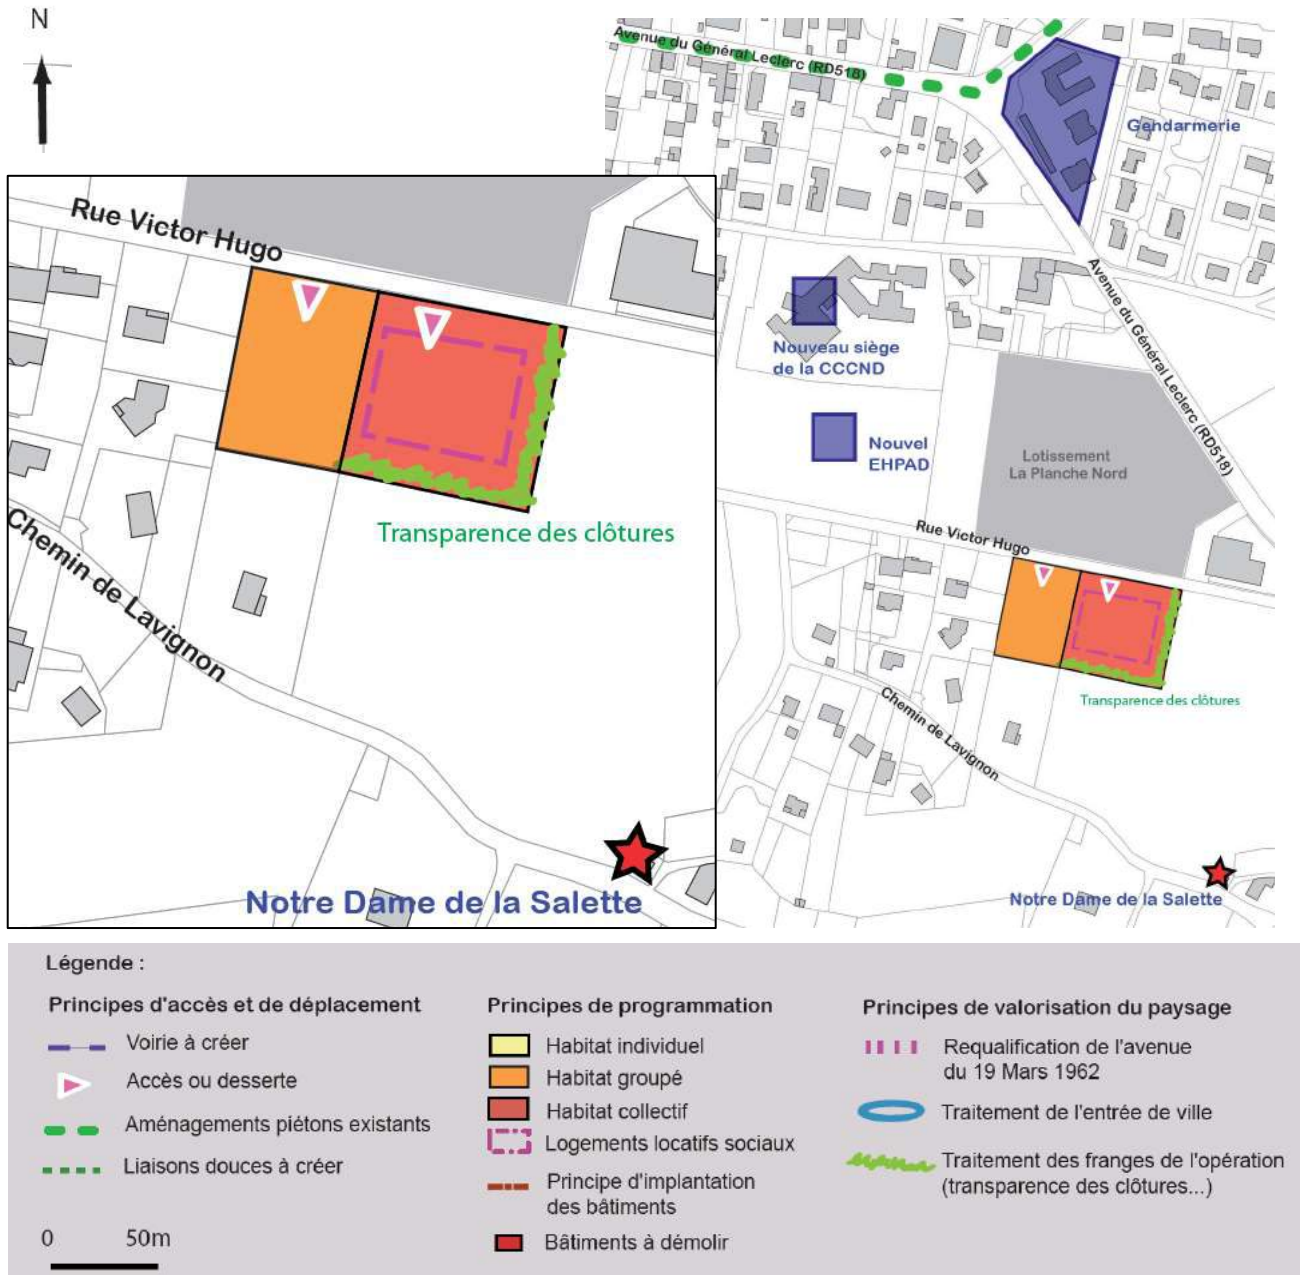 N
Avenue du Général Leclerc (RD518)
Gendarmerie
Rue Victor Hugo
Avenue du Général Leclerc (RD518)
Nouveau siège
de la CCCND
Nouvel
EHPAD
Lotissement
La Planche Nord
Transparence des clôtures
Rue Victor Hugo
Chemin de Lavignon
Transparence des clôtures
Chemin de Lavignon
Notre Dame de la Salette
Notre Dame de la Salette
Légende :
Principes d'accès et de déplacement
Voirie à créer
Accès ou desserte
Aménagements piétons existants
Liaisons douces à créer
0 50m
Principes de programmation
Habitat individuel
Habitat groupé
Habitat collectif
Logements locatifs sociaux
Principe d'implantation
des bâtiments
Bâtiments à démolir
Principes de valorisation du paysage
Requalification de l'avenue
du 19 Mars 1962
Traitement de l'entrée de ville
Traitement des franges de l'opération
(transparence des clôtures...)